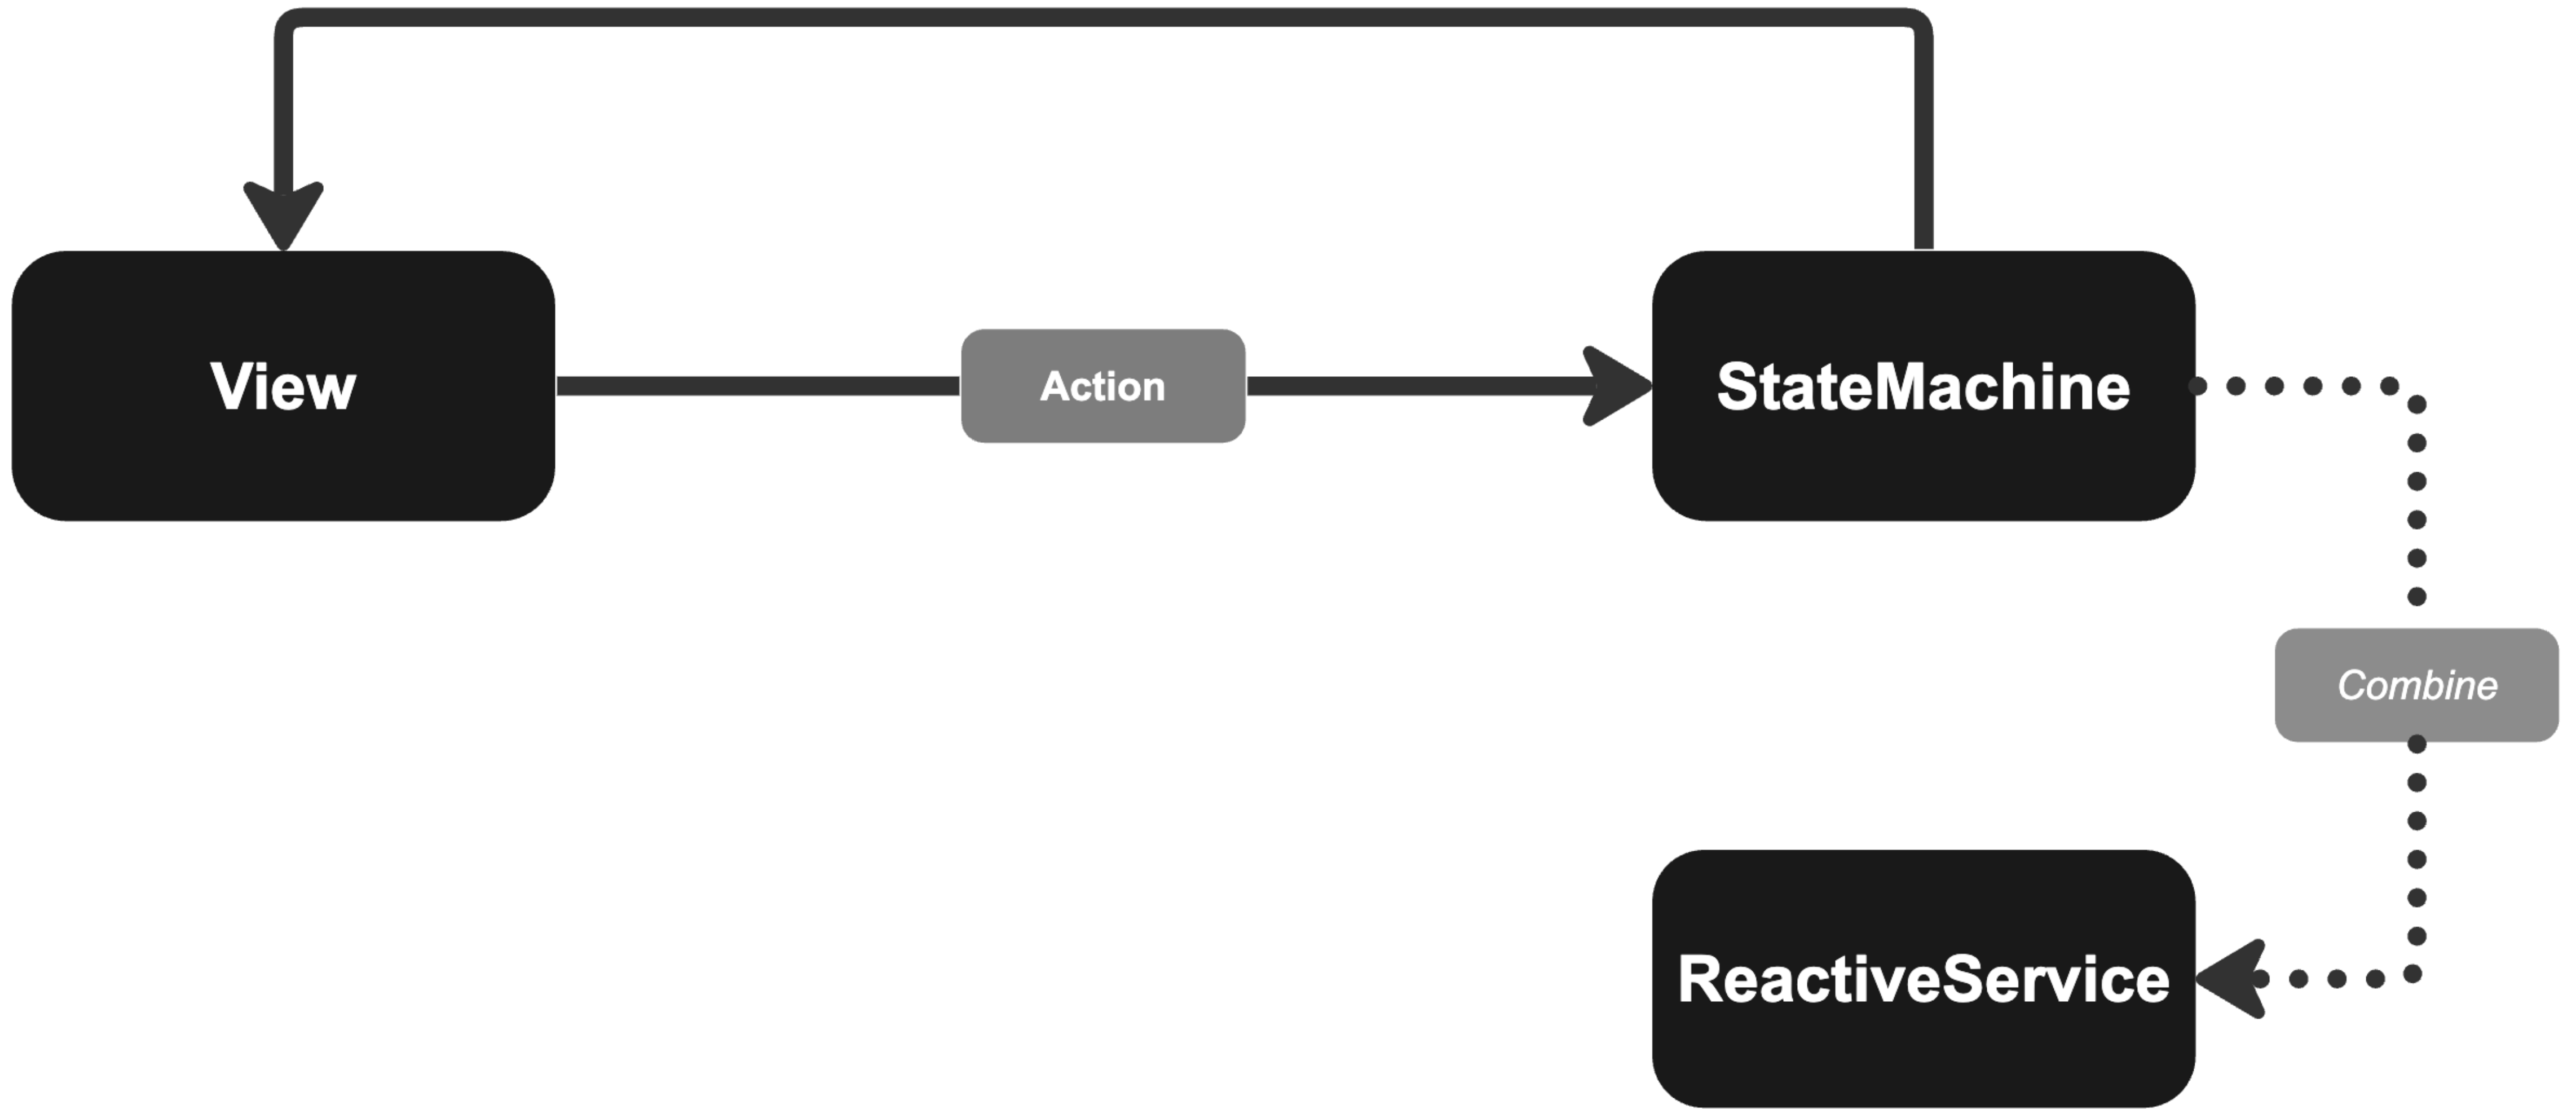 View
Action
StateMachine
Combine
ReactiveService